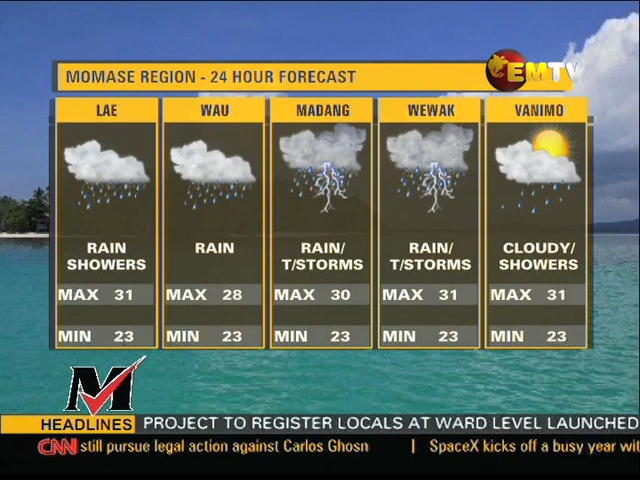 MOMASE REGION - 24 HOUR FORECAST
EMTV
LAE
RAIN
SHOWERS
MAX 31
MIN 23
WAU
RAIN
MAX 28
MIN 23
MADANG
RAIN/
T/STORMS
MAX 30
MIN 23
WEWAK
RAIN/
T/STORMS
MAX 31
MIN 23
VANIMO
CLOUDY/
SHOWERS
MAX 31
MIN 23
M
HEADLINES PROJECT TO REGISTER LOCALS AT WARD LEVEL LAUNCHED
CNN still pursue legal action against Carlos Ghosn | SpaceX kicks off a busy year wit